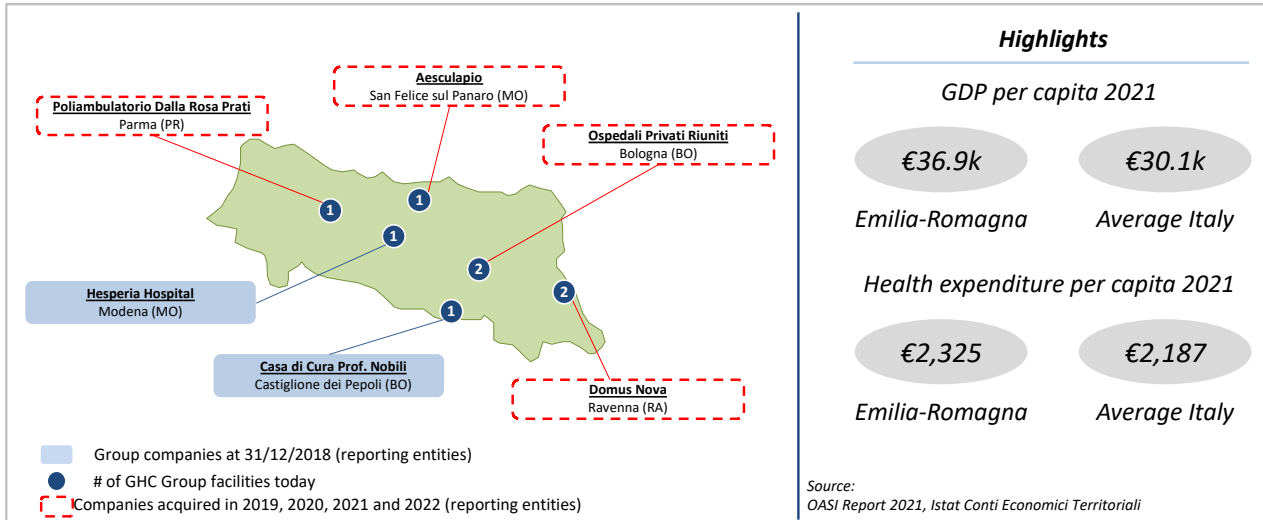 Aesculapio
San Felice sul Panaro (MO)
Poliambulatorio Dalla Rosa Prati
Parma (PR)
Ospedali Privati Riuniti
Bologna (BO)
1
1
1
2
2
1
Hesperia Hospital
Modena (MO)
Casa di Cura Prof. Nobili
Castiglione dei Pepoli (BO)
Domus Nova
Ravenna (RA)
Group companies at 31/12/2018 (reporting entities)
# of GHC Group facilities today
Companies acquired in 2019, 2020, 2021 and 2022 (reporting entities)
Highlights
GDP per capita 2021
€36.9k €30.1k
Emilia-Romagna Average Italy
Health expenditure per capita 2021
€2,325 €2,187
Emilia-Romagna Average Italy
Source:
OASI Report 2021, Istat Conti Economici Territoriali